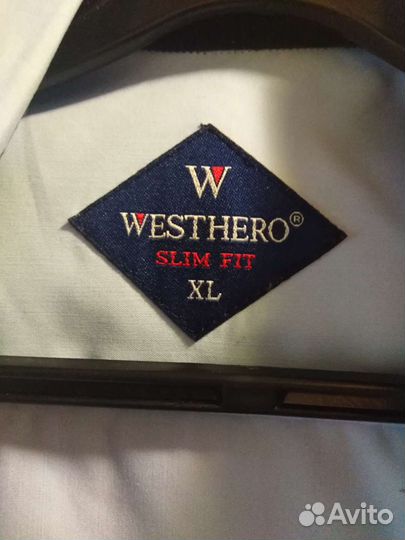 W
WESTHERO®
SLIM FIT
XL
Avito